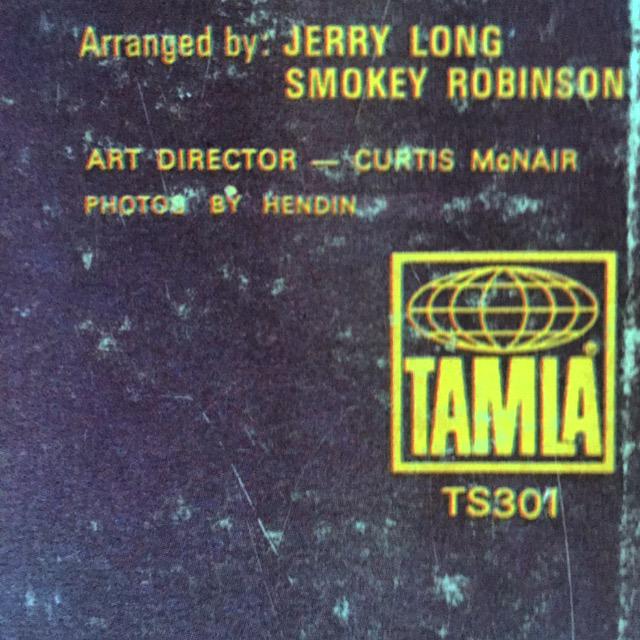 Arranged by: JERRY LONG
SMOKEY ROBINSON
ART DIRECTOR — CURTIS McNAIR
PHOTOS BY HENDIN
TAMLA®
TS301